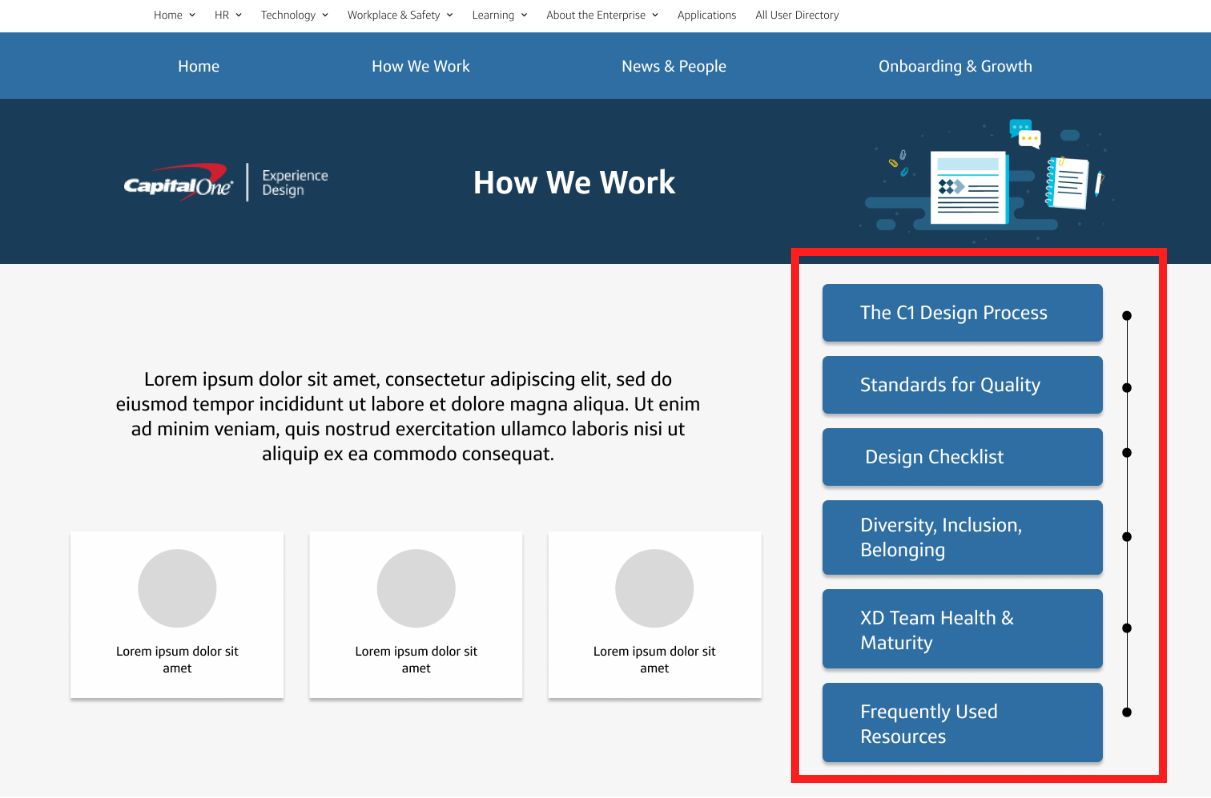 Home HR Technology Workplace & Safety Learning About the Enterprise Applications All User Directory
Home How We Work News & People Onboarding & Growth
CapitalOne
Experience
Design
How We Work
Lorem ipsum dolor sit amet, consectetur adipiscing elit, sed do
eiusmod tempor incididunt ut labore et dolore magna aliqua. Ut enim
ad minim veniam, quis nostrud exercitation ullamco laboris nisi ut
aliquip ex ea commodo consequat.
Lorem ipsum dolor sit
amet
Lorem ipsum dolor sit
amet
Lorem ipsum dolor sit
amet
The C1 Design Process
Standards for Quality
Design Checklist
Diversity, Inclusion,
Belonging
XD Team Health &
Maturity
Frequently Used
Resources